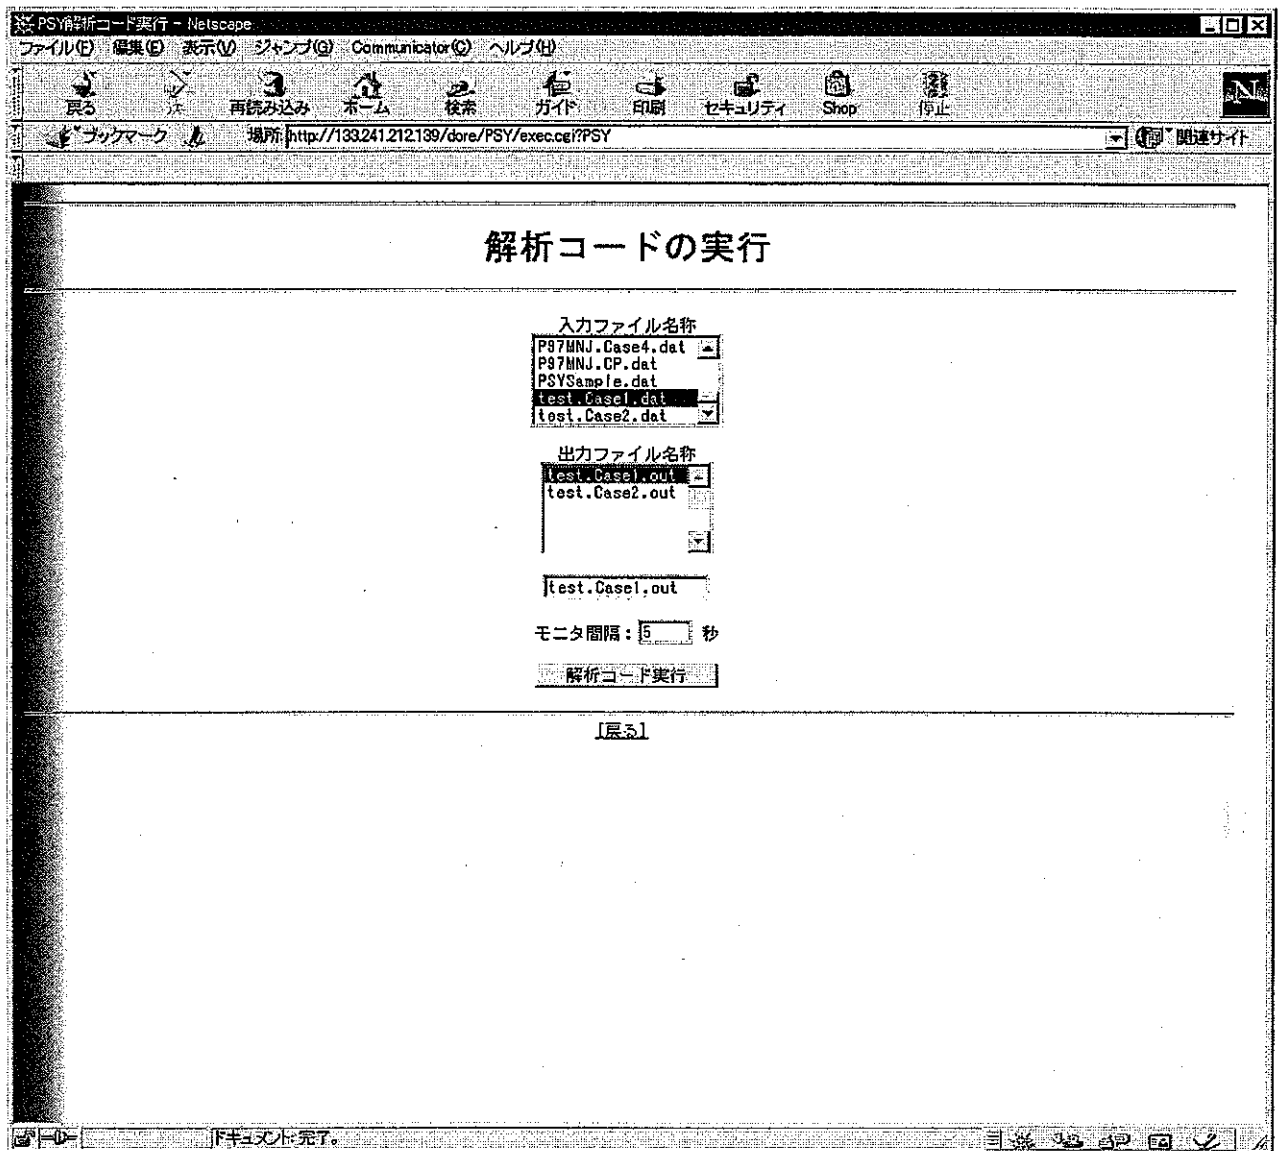 PSY解析コード実行 - Netscape
ファイル(F) 編集(E) 表示(V) ジャンプ(G) Communicator(C) ヘルプ(H)
戻る 次 再読み込み ホーム 検索 ガイド 印刷 セキュリティ Shop 停止
ブックマーク 場所: http://133.241.212.139/dore/PSY/exec.cgi?PSY 関連サイト
解析コードの実行
入力ファイル名称
P97MNJ.Case4.dat
P97MNJ.CP.dat
PSYSample.dat
test.Case1.dat
test.Case2.dat
出力ファイル名称
test.Case1.out
test.Case2.out
test.Case1.out
モニタ間隔: 5 秒
解析コード実行
[戻る]
ドキュメント: 完了。